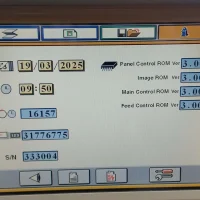 19/03/2025
09:50
16157
31776775
S/N 333004
Panel Control ROM Ver 3.0
Image ROM Ver 3.0
Main Control ROM Ver 3.0
Feed Control ROM Ver 3.0